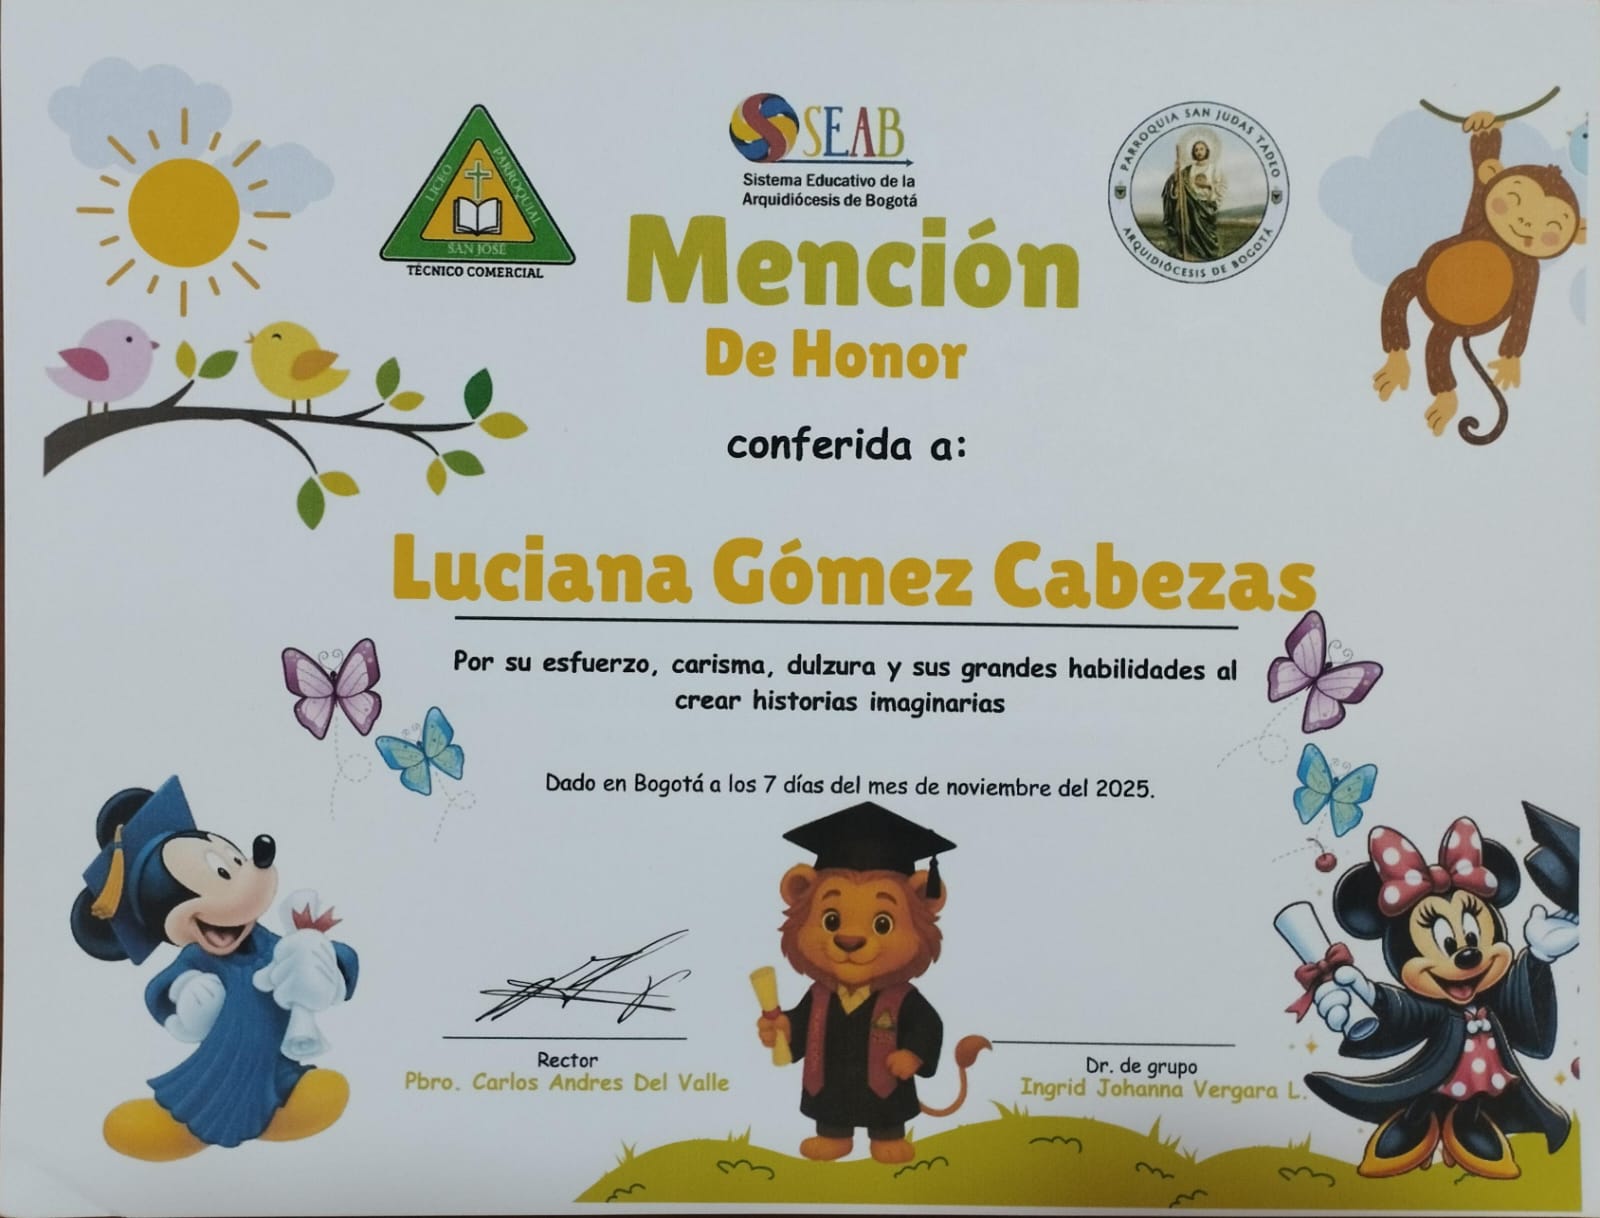 LICEO PARROQUIAL
SAN JOSÉ
TÉCNICO COMERCIAL
SEAB
Sistema Educativo de la
Arquidiócesis de Bogotá
PARROQUIA SAN JUDAS TADEO
ARQUIDIÓCESIS DE BOGOTÁ
Mención
De Honor
conferida a:
Luciana Gómez Cabezas
Por su esfuerzo, carisma, dulzura y sus grandes habilidades al
crear historias imaginarias
Dado en Bogotá a los 7 días del mes de noviembre del 2025.
Rector
Pbro. Carlos Andres Del Valle
Dr. de grupo
Ingrid Johanna Vergara L.